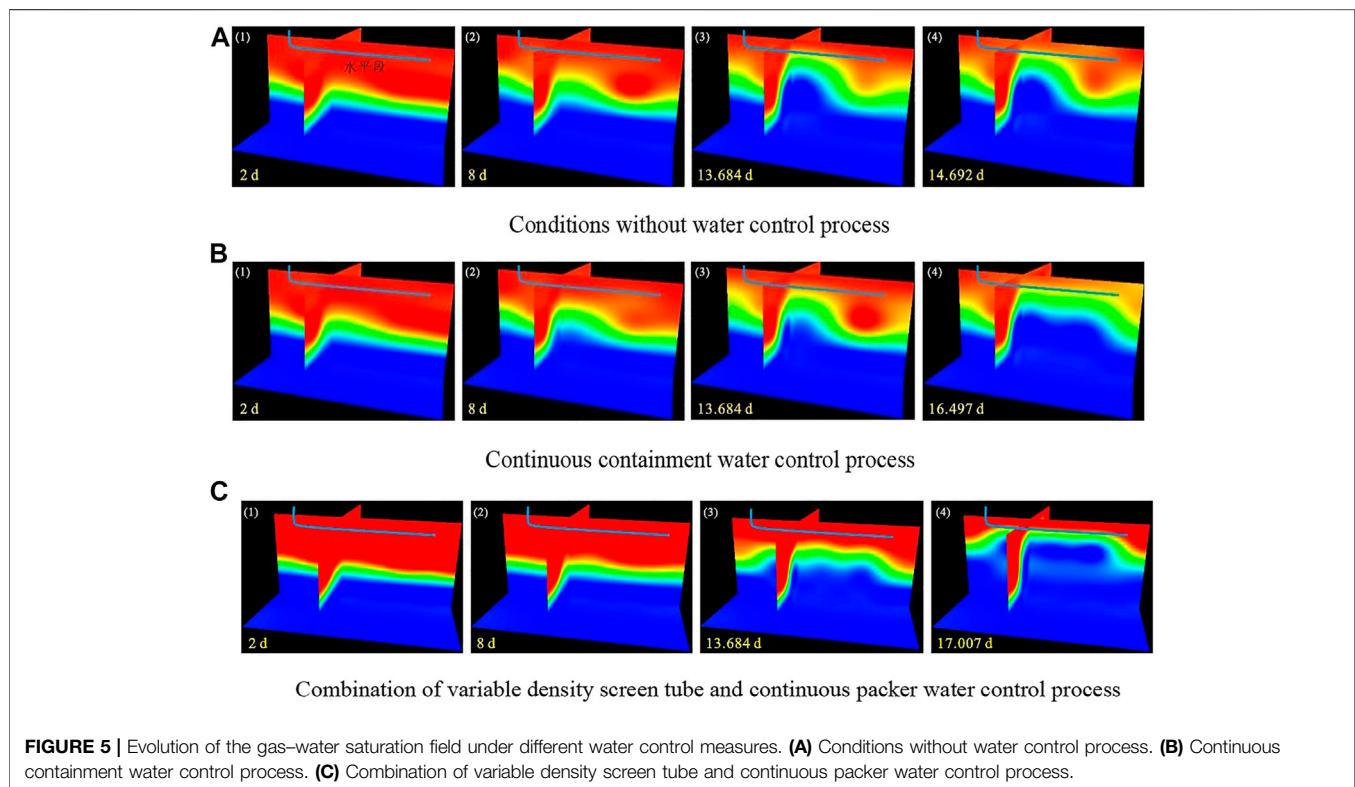 A
(1)
水平段
2 d
(2)
8 d
(3)
13.684 d
(4)
14.692 d
Conditions without water control process
B
(1)
2 d
(2)
8 d
(3)
13.684 d
(4)
16.497 d
Continuous containment water control process
C
(1)
2 d
(2)
8 d
(3)
13.684 d
(4)
17.007 d
Combination of variable density screen tube and continuous packer water control process
FIGURE 5 | Evolution of the gas–water saturation field under different water control measures. (A) Conditions without water control process. (B) Continuous
containment water control process. (C) Combination of variable density screen tube and continuous packer water control process.